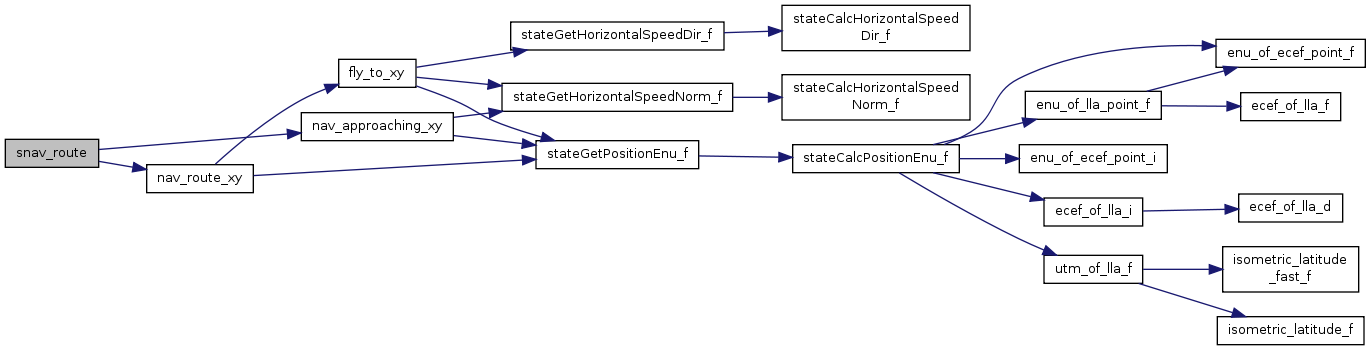 snav_route
nav_route_xy
nav_approaching_xy
fly_to_xy
stateGetHorizontalSpeedDir_f
stateGetHorizontalSpeedNorm_f
stateGetPositionEnu_f
stateCalcHorizontalSpeed
Dir_f
stateCalcHorizontalSpeed
Norm_f
stateCalcPositionEnu_f
enu_of_lla_point_f
enu_of_ecef_point_i
ecef_of_lla_i
utm_of_lla_f
enu_of_ecef_point_f
ecef_of_lla_f
ecef_of_lla_d
isometric_latitude
_fast_f
isometric_latitude_f